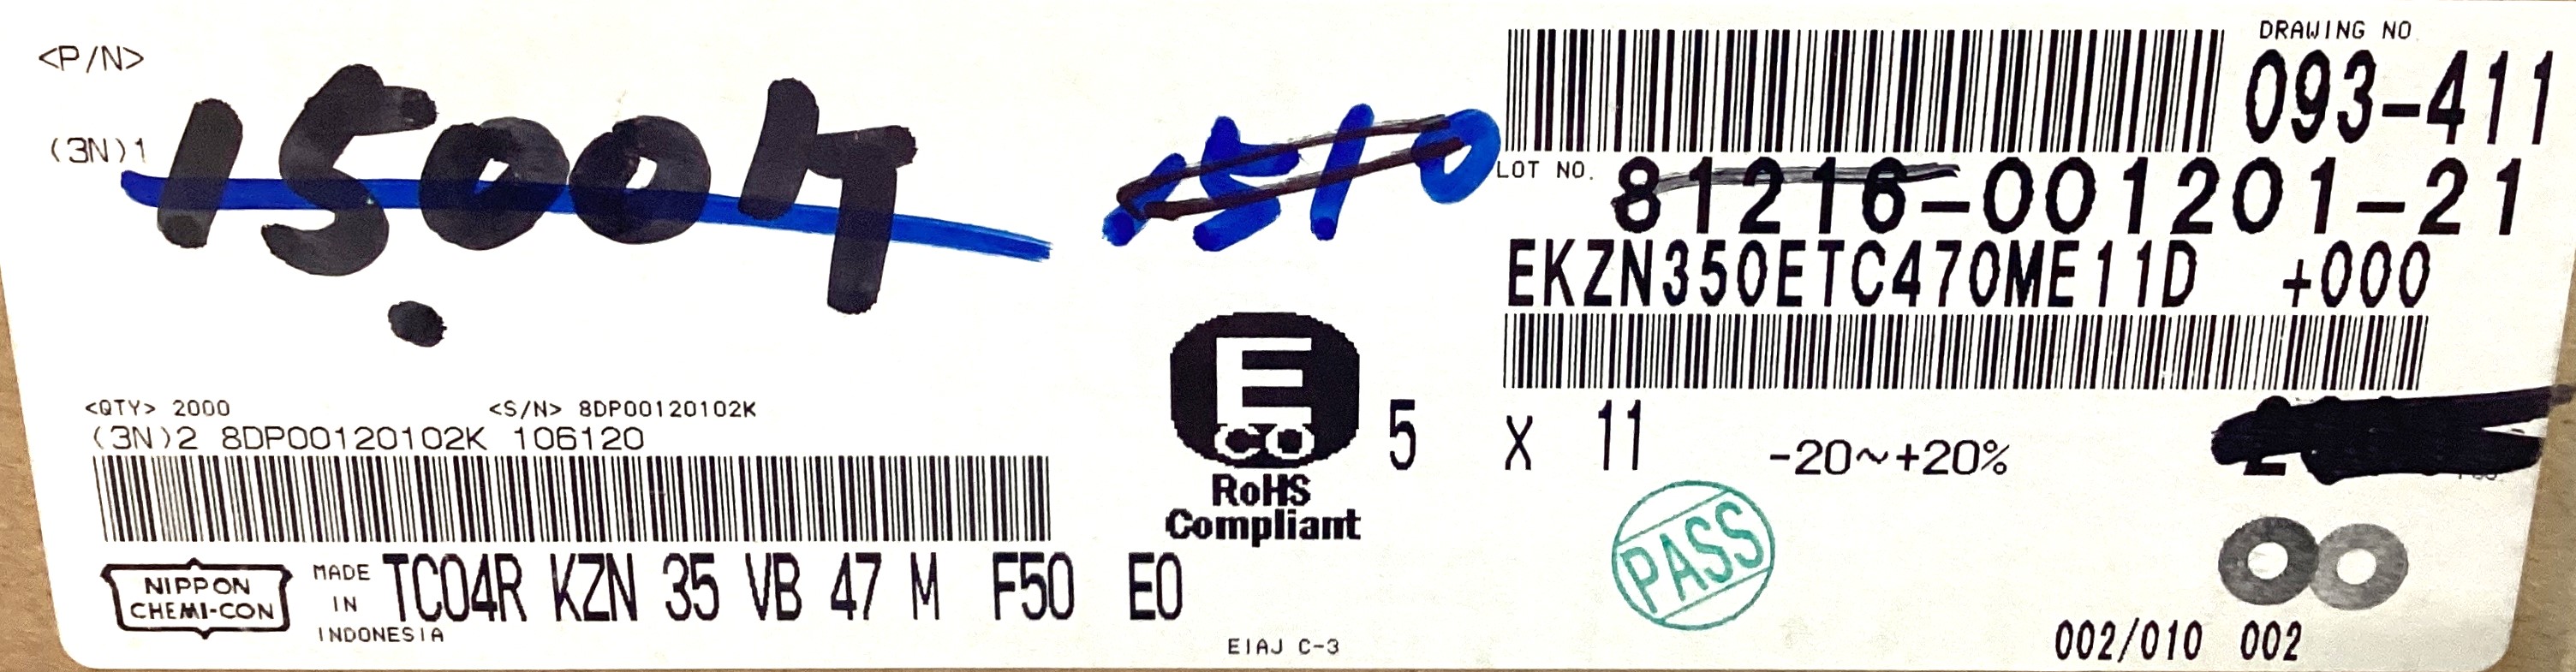 <P/N>
(3N)1
1500
1510
DRAWING NO.
093-411
LOT NO.
81216-001201-21
EKZN350ETC470ME11D +000
<QTY> 2000 <S/N> 8DP00120102K
(3N)2 8DP00120102K 106120
E
CO
RoHS
Compliant
5 X 11 -20~+20%
PASS
NIPPON
CHEMI-CON
MADE
IN
INDONESIA
TC04R KZN 35 VB 47 M F50 E0
EIAJ C-3
002/010 002